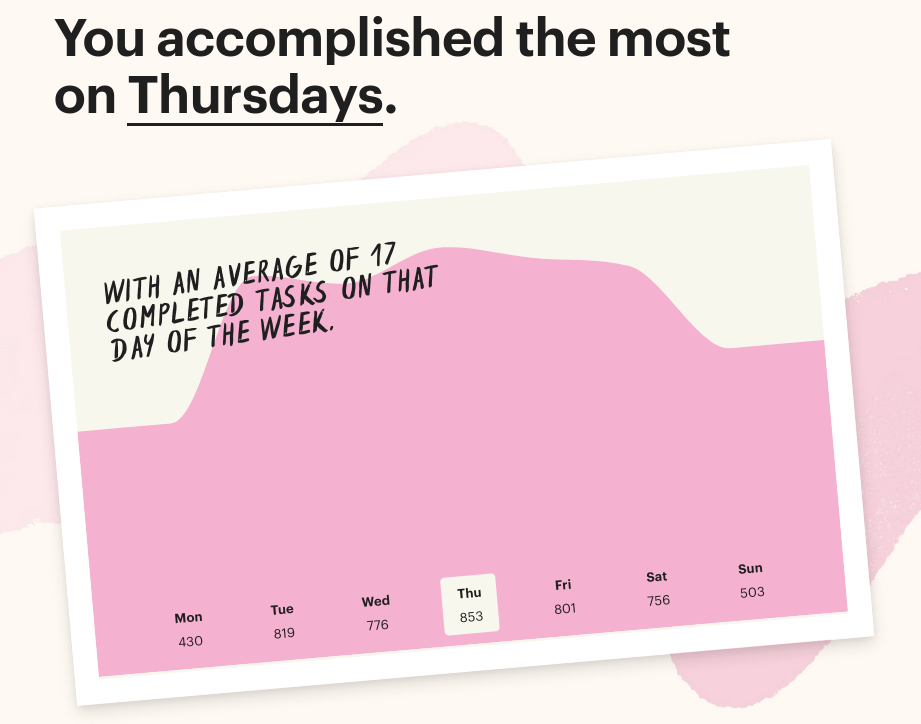 You accomplished the most
on Thursdays.
WITH AN AVERAGE OF 17
COMPLETED TASKS ON THAT
DAY OF THE WEEK.
Mon Tue Wed Thu Fri Sat Sun
430 819 776 853 801 756 503